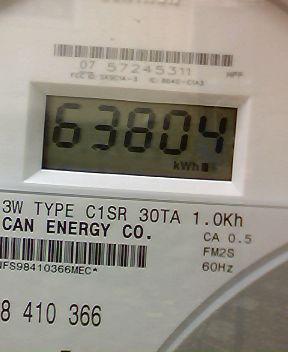 07 57245311
63804
kWh
3W TYPE C1SR 30TA 1.0Kh
CAN ENERGY CO.
CA 0.5
FM2S
60Hz
NFS98410366MEC*
8 410 366